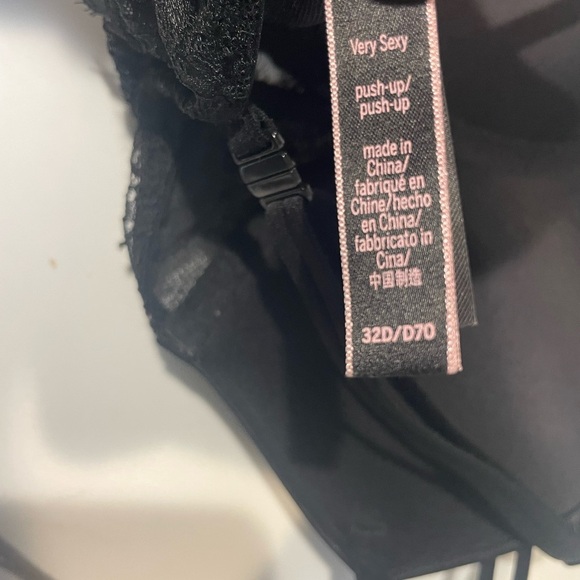 Very Sexy
push-up/
push-up
made in
China/
fabriqué en
Chine/hecho
en China/
fabbricato in
Cina/
中国制造
32D/D70